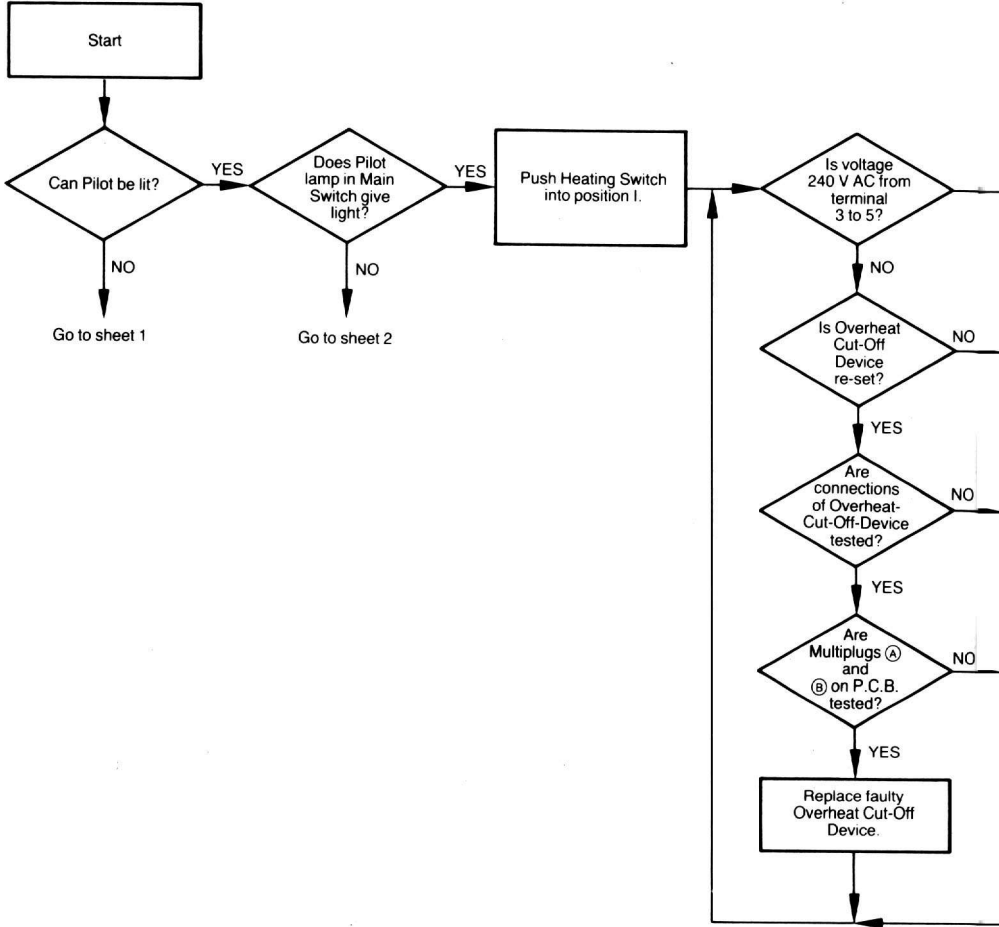 Start
Can Pilot be lit?
YES
NO
Go to sheet 1
Does Pilot
lamp in Main
Switch give
light?
YES
NO
Go to sheet 2
Push Heating Switch
into position I.
Is voltage
240 V AC from
terminal
3 to 5?
NO
Is Overheat
Cut-Off
Device
re-set?
NO
YES
Are
connections
of Overheat-
Cut-Off-Device
tested?
NO
YES
Are
Multiplugs Ⓐ
and
Ⓑ on P.C.B.
tested?
NO
YES
Replace faulty
Overheat Cut-Off
Device.